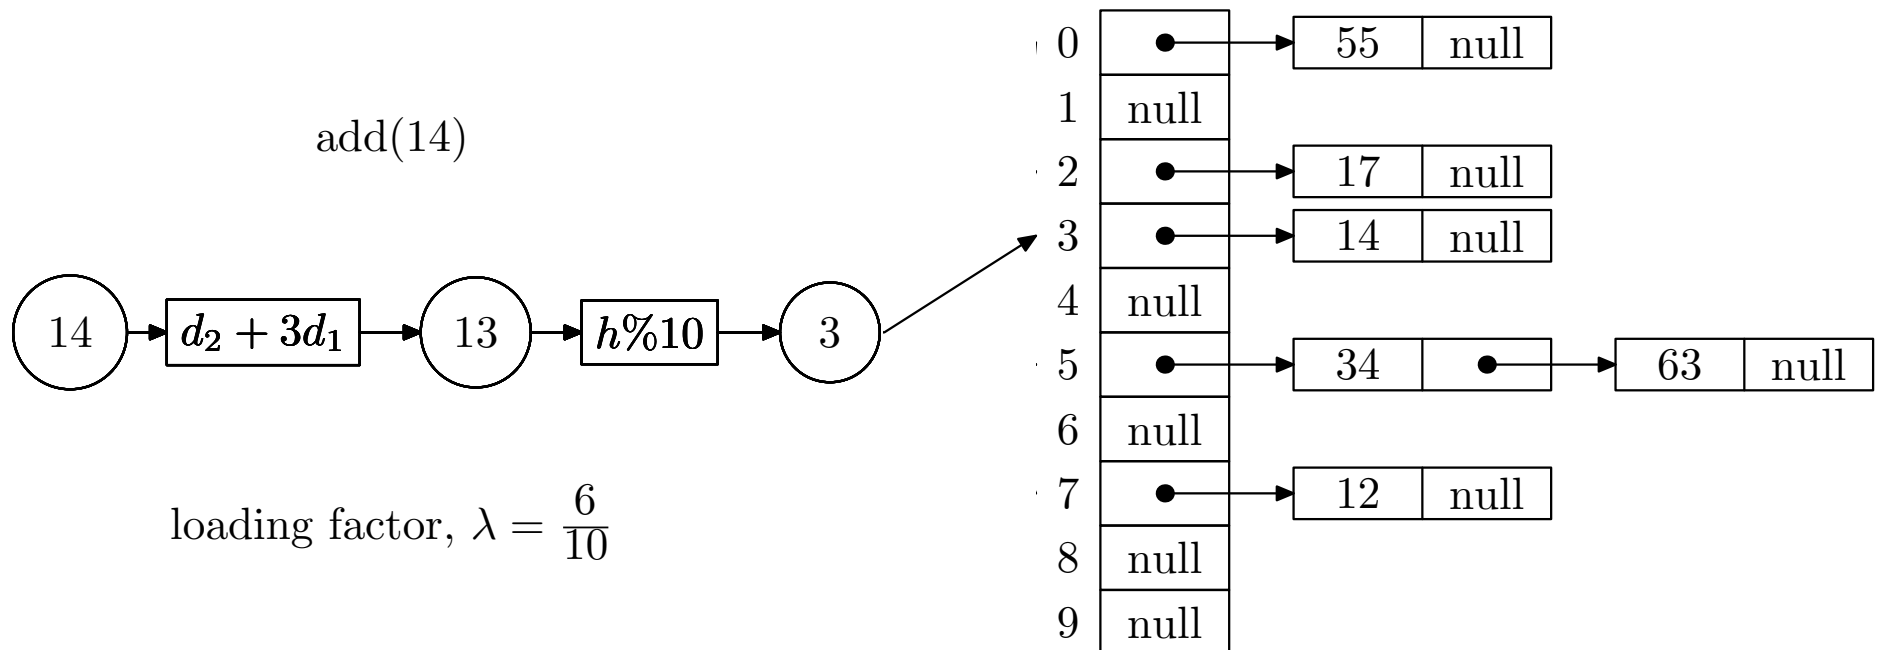 add(14)
14 d₂ + 3d₁ 13 h%10 3
loading factor, λ = 6/10
0 55 null
1 null
2 17 null
3 14 null
4 null
5 34 63 null
6 null
7 12 null
8 null
9 null